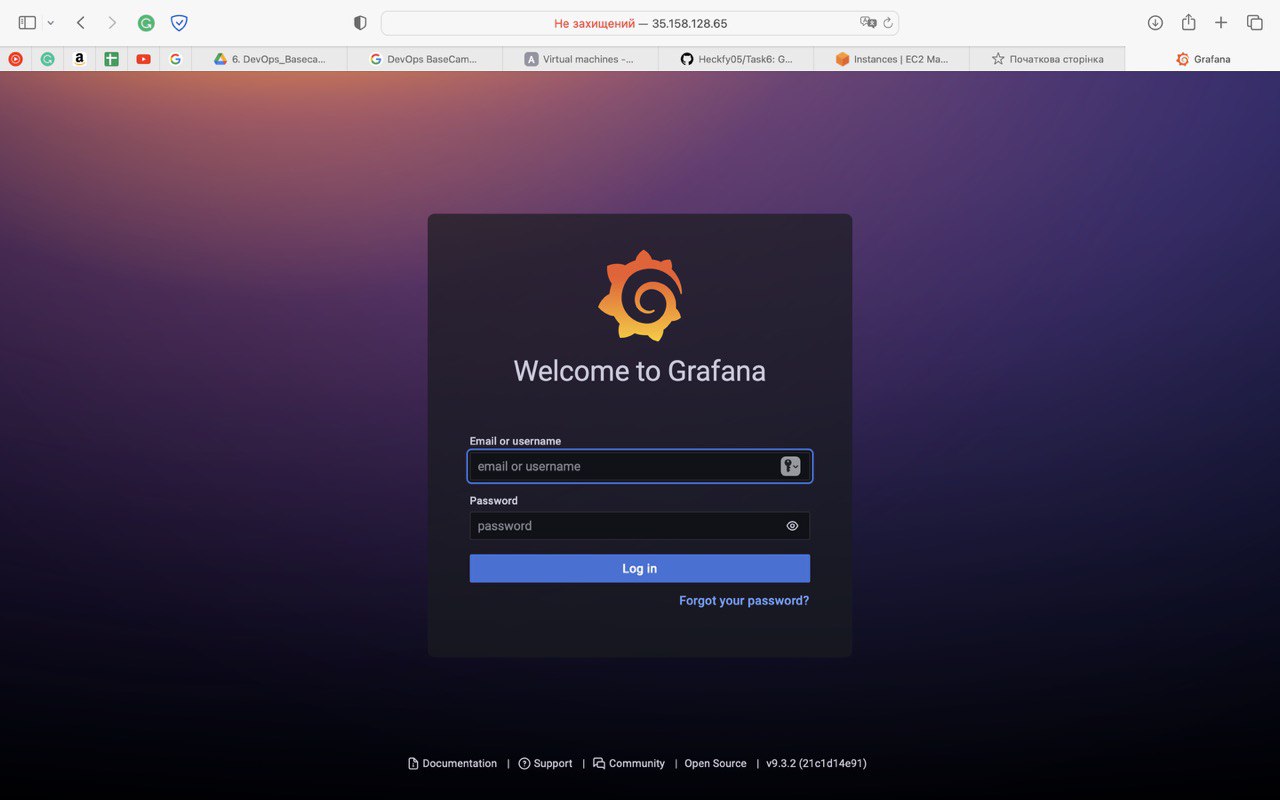 Не захищений — 35.158.128.65
6. DevOps_Baseca...
DevOps BaseCam...
Virtual machines -...
Heckfy05/Task6: G...
Instances | EC2 Ma...
Початкова сторінка
Grafana
Welcome to Grafana
Email or username
email or username
Password
password
Log in
Forgot your password?
Documentation | Support | Community | Open Source | v9.3.2 (21c1d14e91)